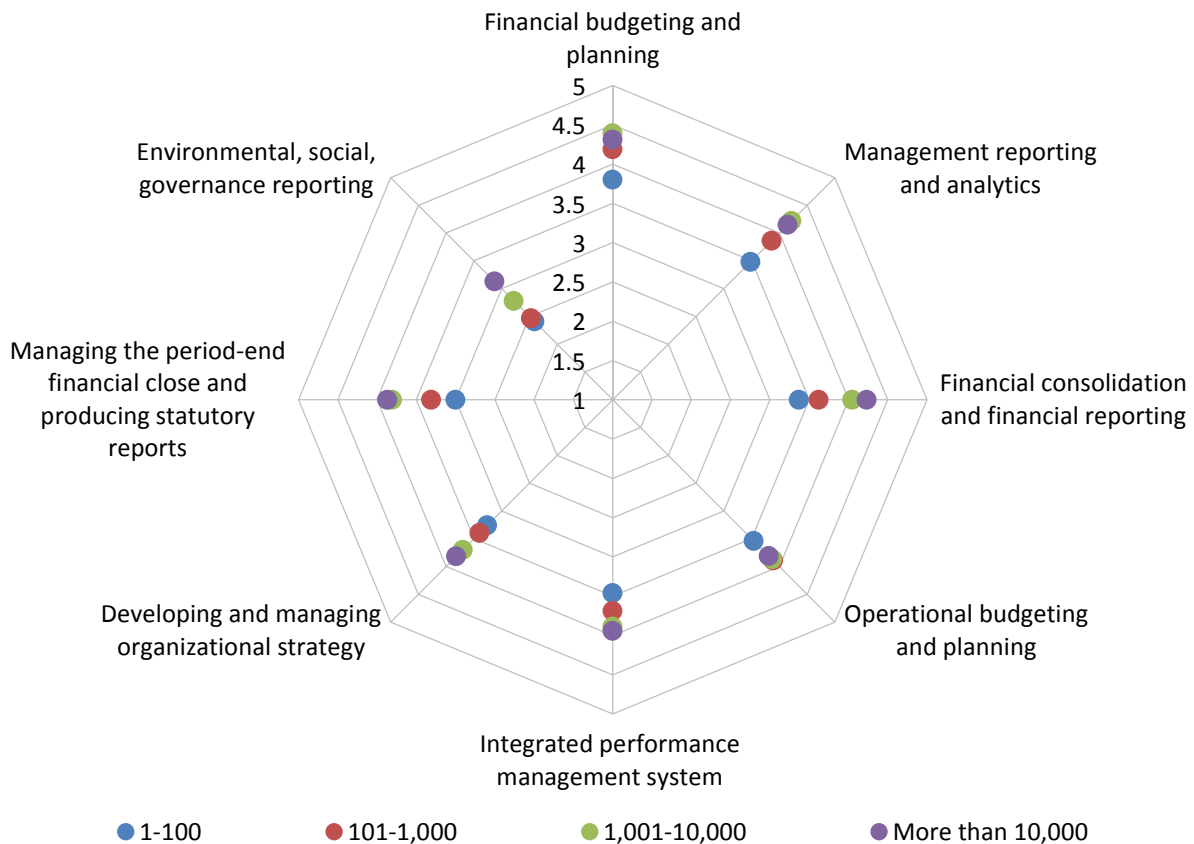 Financial budgeting and
planning
5
4.5
4
3.5
3
2.5
2
1.5
1
Management reporting
and analytics
Financial consolidation
and financial reporting
Operational budgeting
and planning
Integrated performance
management system
Developing and managing
organizational strategy
Managing the period-end
financial close and
producing statutory
reports
Environmental, social,
governance reporting
1-100
101-1,000
1,001-10,000
More than 10,000